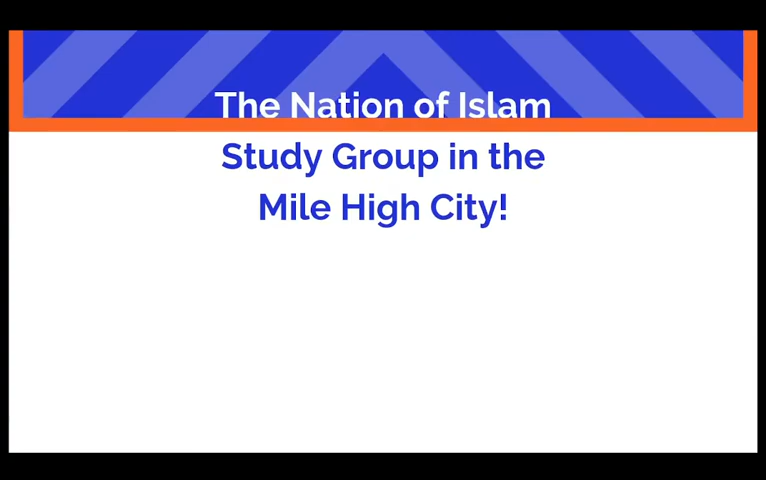 The Nation of Islam
Study Group in the
Mile High City!